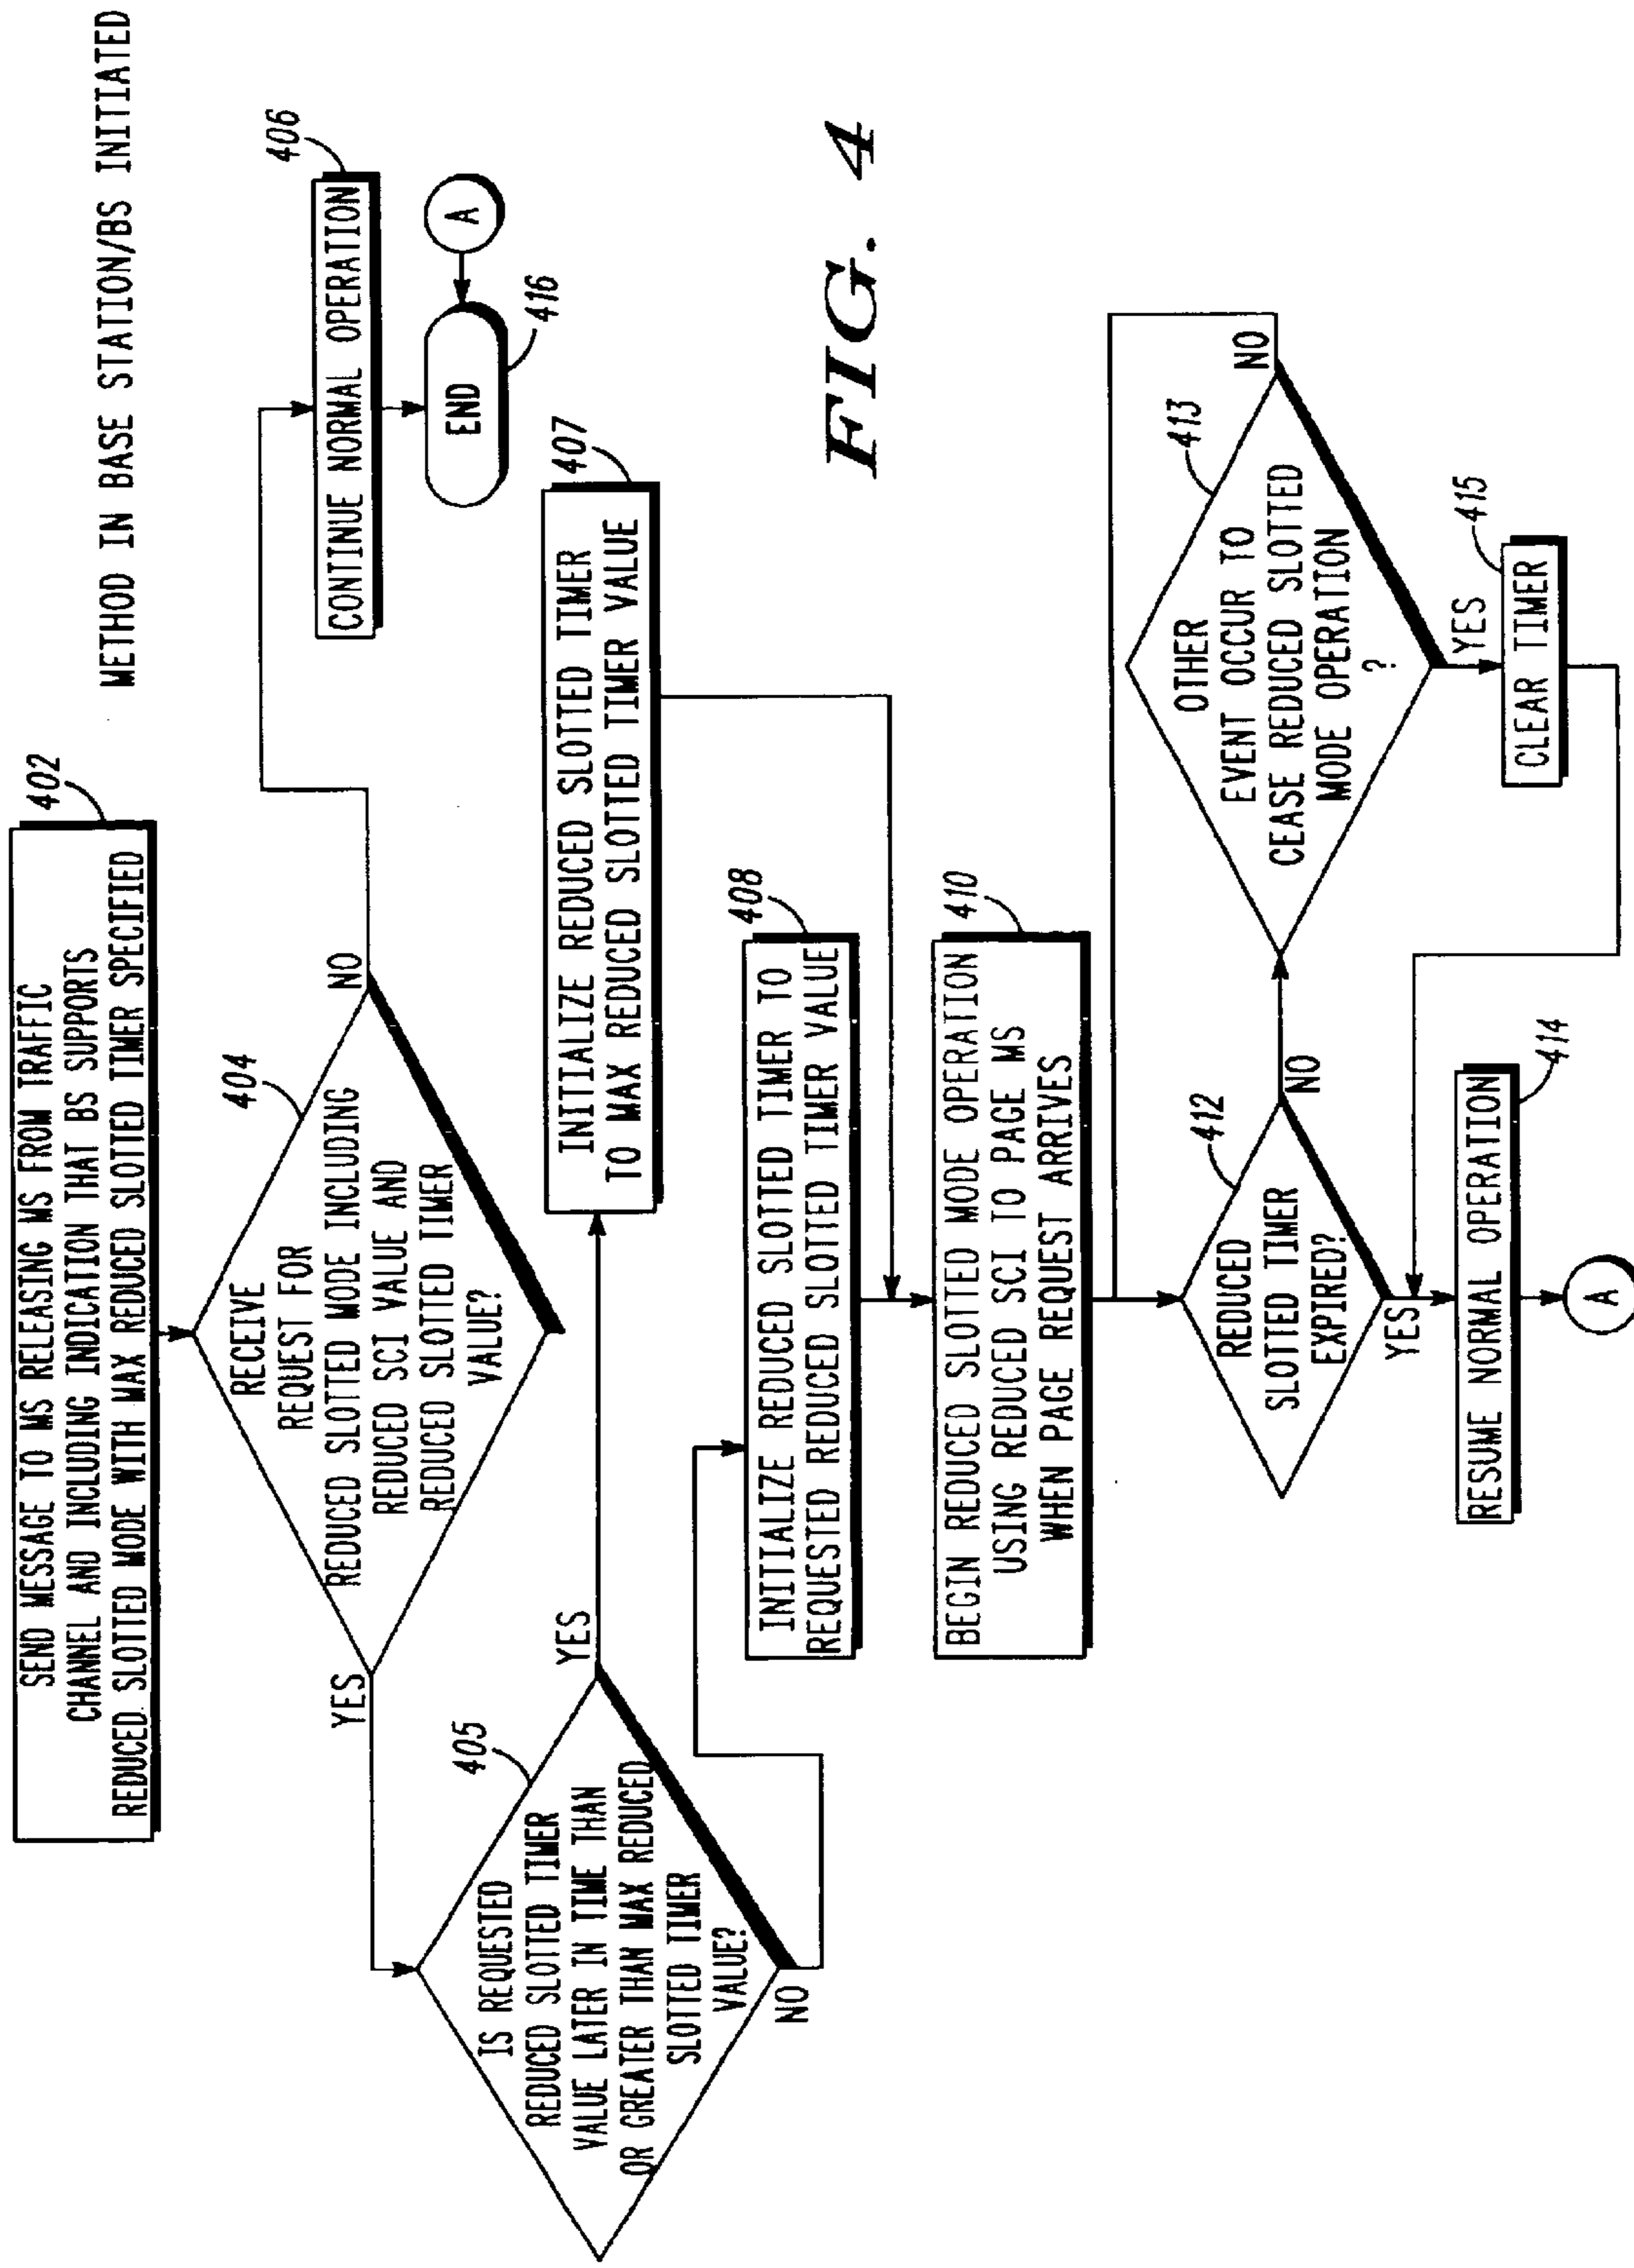 METHOD IN BASE STATION/BS INITIATED
402
SEND MESSAGE TO MS RELEASING MS FROM TRAFFIC
CHANNEL AND INCLUDING INDICATION THAT BS SUPPORTS
REDUCED SLOTTED MODE WITH MAX REDUCED SLOTTED TIMER SPECIFIED
404
RECEIVE
REQUEST FOR
REDUCED SLOTTED MODE INCLUDING
REDUCED SCI VALUE AND
REDUCED SLOTTED TIMER
VALUE?
YES
NO
406
CONTINUE NORMAL OPERATION
END
416
A
405
IS REQUESTED
REDUCED SLOTTED TIMER
VALUE LATER IN TIME THAN
OR GREATER THAN MAX REDUCED
SLOTTED TIMER
VALUE?
YES
NO
407
INITIALIZE REDUCED SLOTTED TIMER
TO MAX REDUCED SLOTTED TIMER VALUE
408
INITIALIZE REDUCED SLOTTED TIMER TO
REQUESTED REDUCED SLOTTED TIMER VALUE
410
BEGIN REDUCED SLOTTED MODE OPERATION
USING REDUCED SCI TO PAGE MS
WHEN PAGE REQUEST ARRIVES
412
REDUCED
SLOTTED TIMER
EXPIRED?
NO
YES
413
OTHER
EVENT OCCUR TO
CEASE REDUCED SLOTTED
MODE OPERATION
?
NO
YES
415
CLEAR TIMER
414
RESUME NORMAL OPERATION
A
FIG. 4